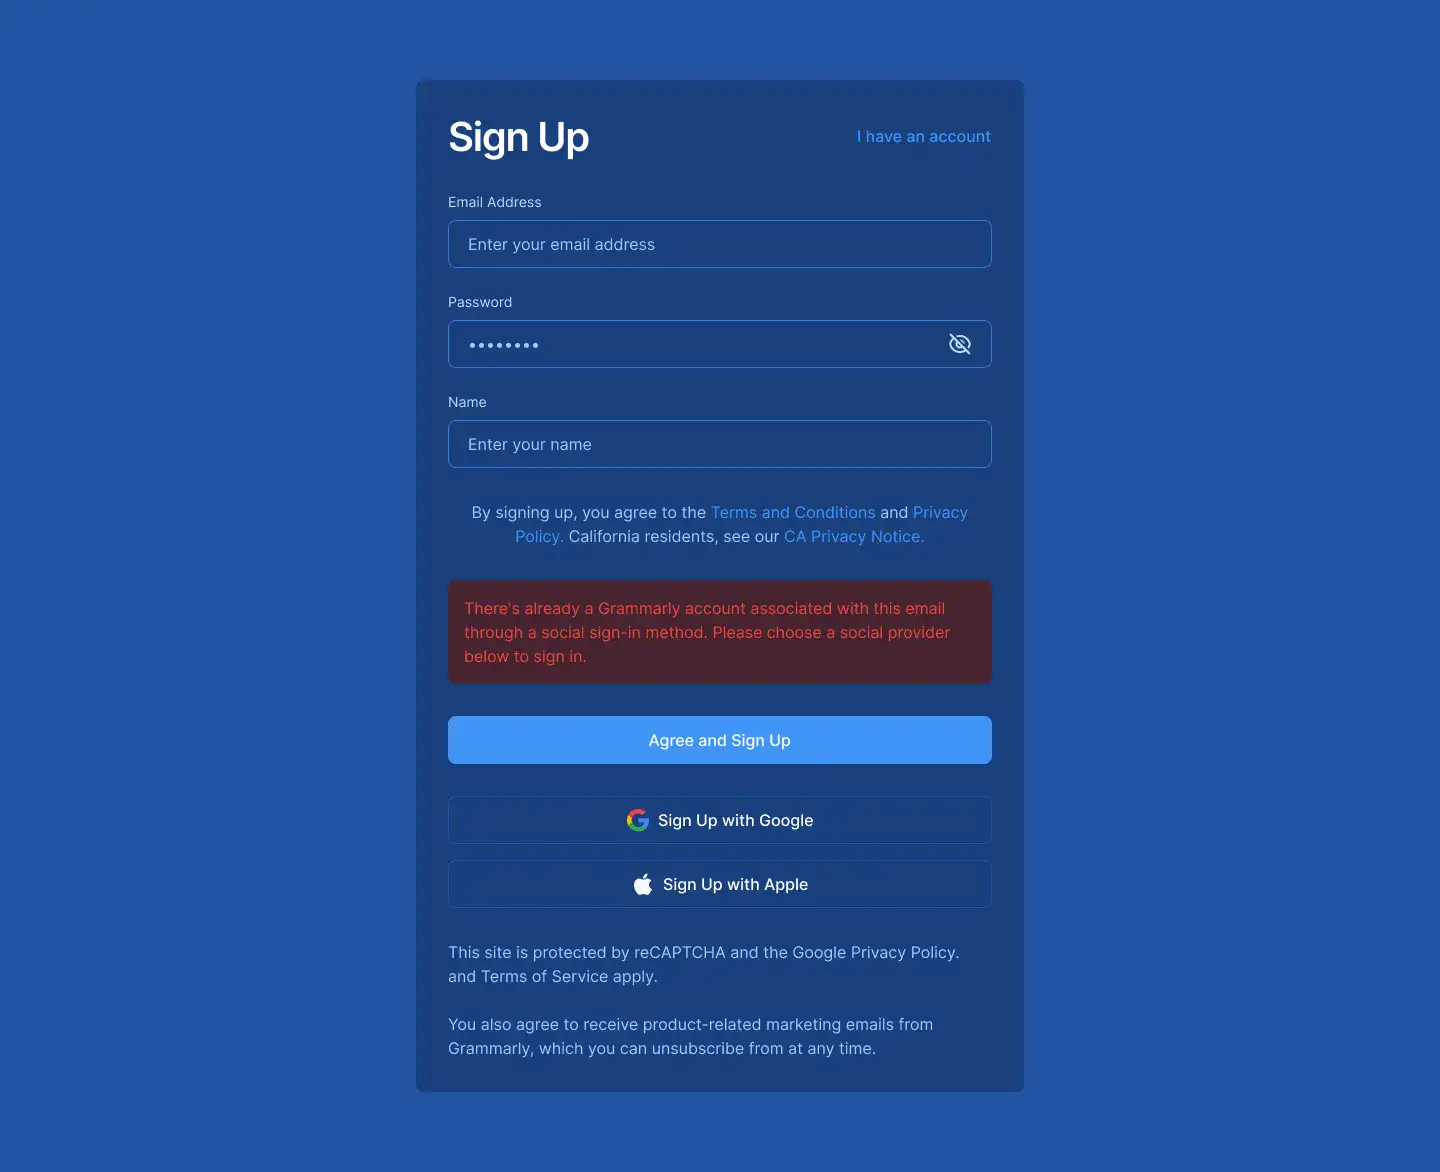 Sign Up
I have an account
Email Address
Enter your email address
Password
••••••••
Name
Enter your name
By signing up, you agree to the Terms and Conditions and Privacy
Policy. California residents, see our CA Privacy Notice.
There's already a Grammarly account associated with this email
through a social sign-in method. Please choose a social provider
below to sign in.
Agree and Sign Up
Sign Up with Google
Sign Up with Apple
This site is protected by reCAPTCHA and the Google Privacy Policy.
and Terms of Service apply.
You also agree to receive product-related marketing emails from
Grammarly, which you can unsubscribe from at any time.